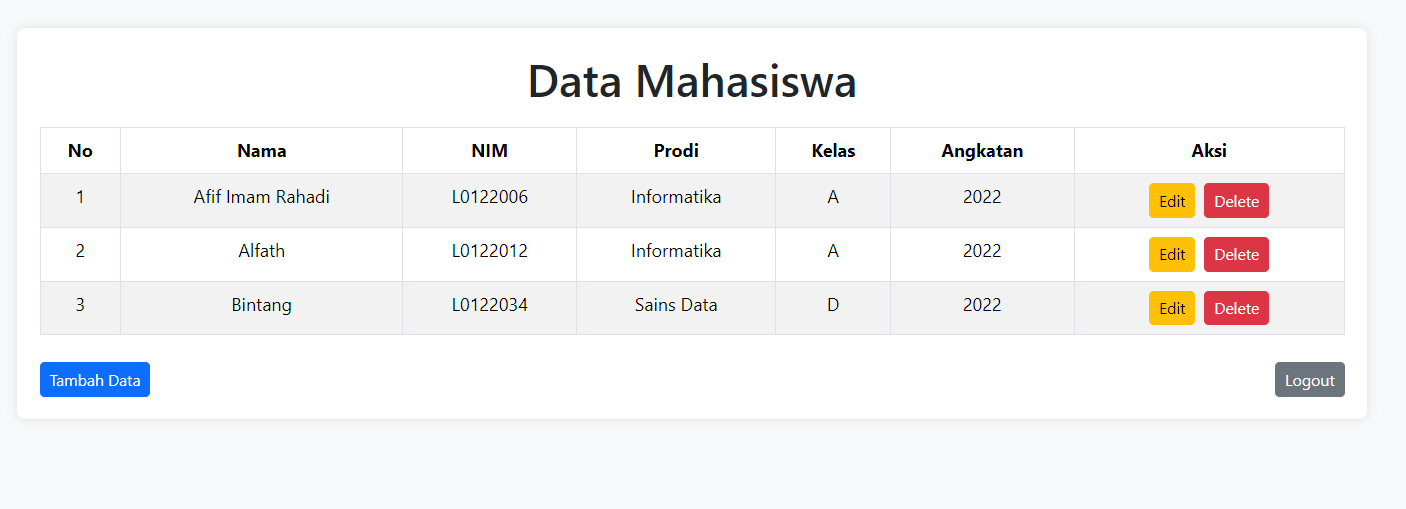 Data Mahasiswa
No Nama NIM Prodi Kelas Angkatan Aksi
1 Afif Imam Rahadi L0122006 Informatika A 2022 Edit Delete
2 Alfath L0122012 Informatika A 2022 Edit Delete
3 Bintang L0122034 Sains Data D 2022 Edit Delete
Tambah Data Logout